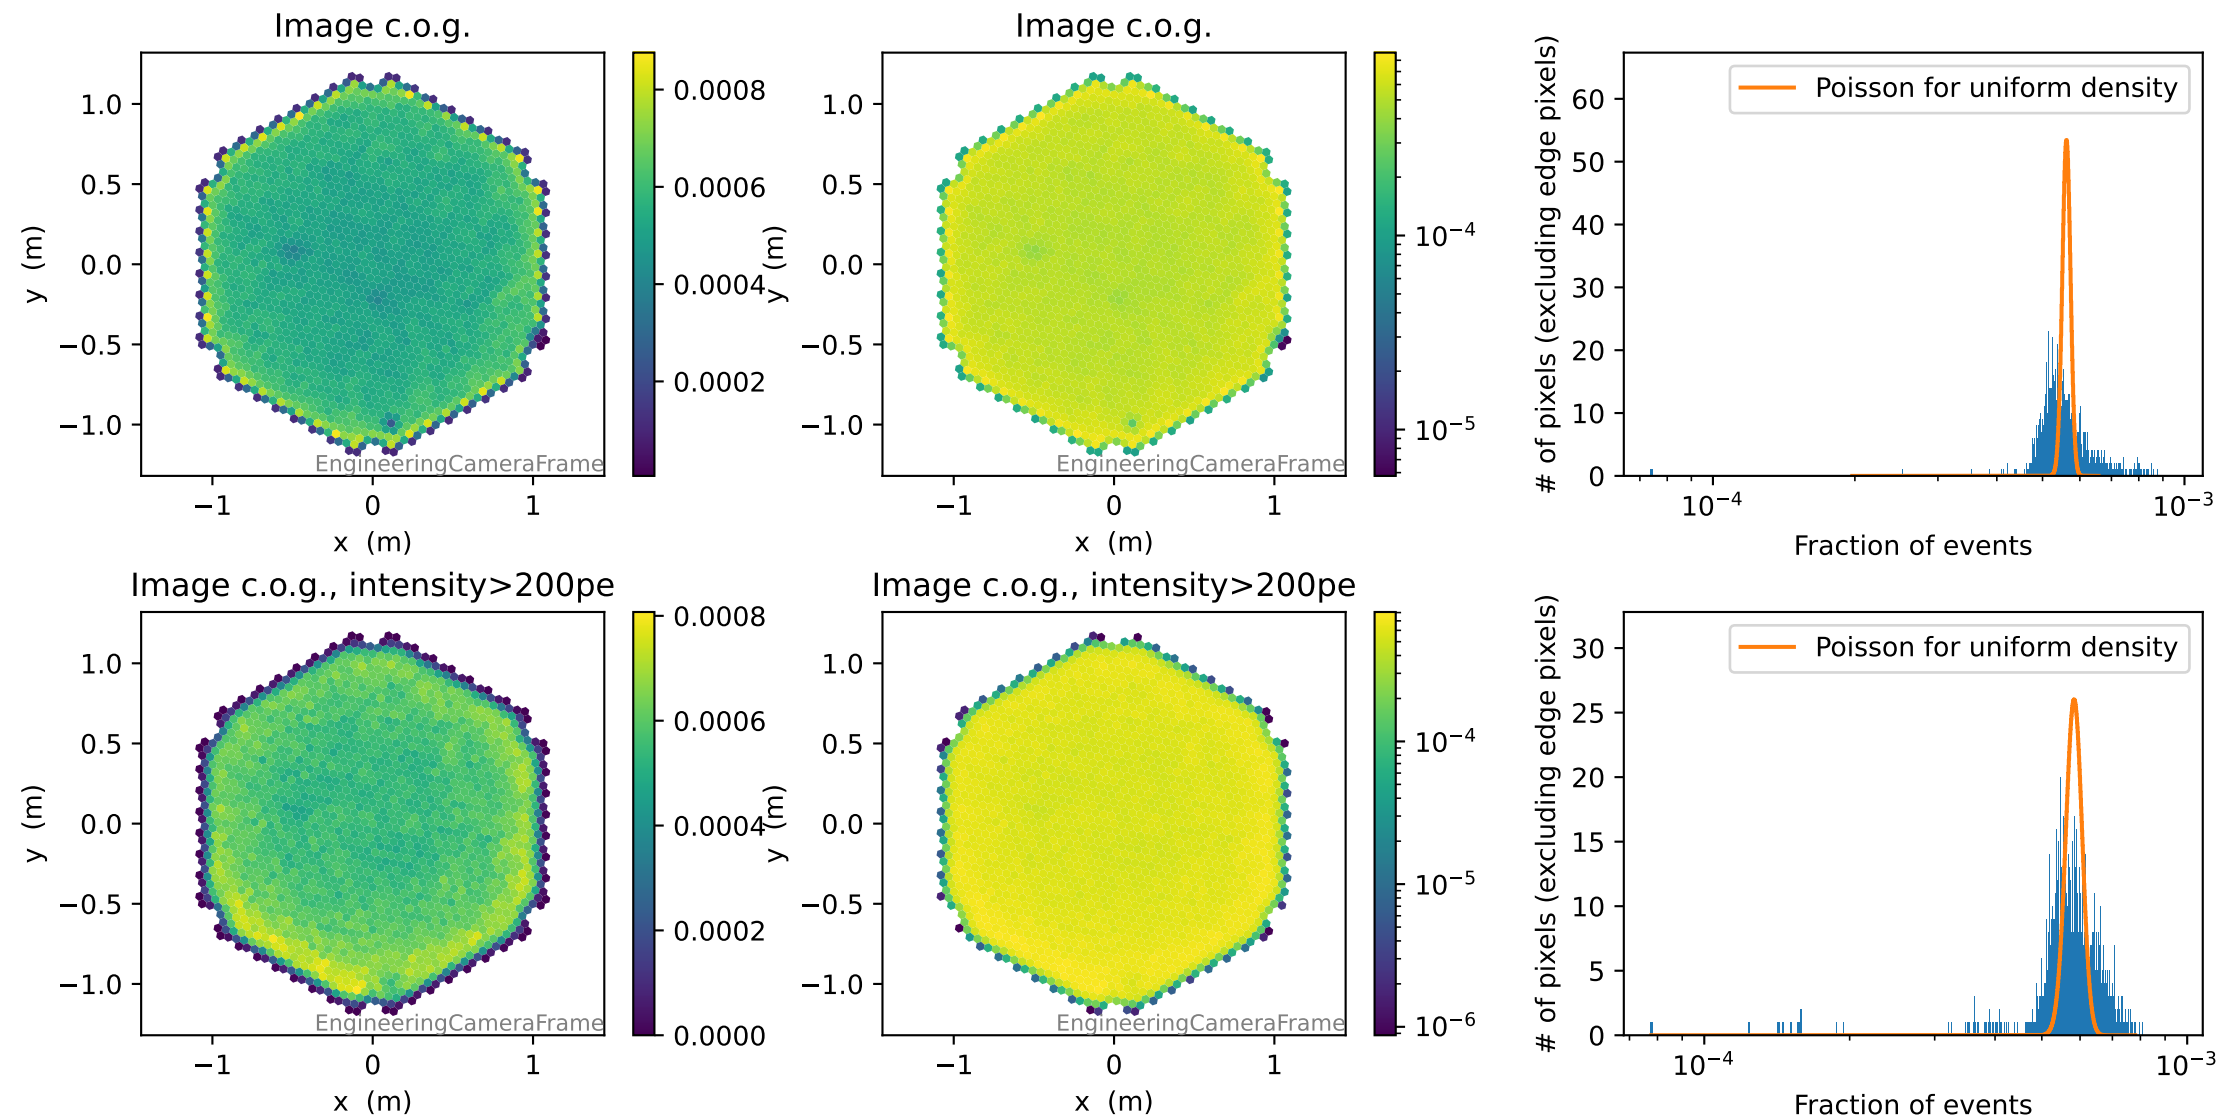 Image c.o.g.
y (m)
1.0
0.5
0.0
−0.5
−1.0
−1
0
1
x (m)
EngineeringCameraFrame
0.0008
0.0006
0.0004
0.0002
Image c.o.g.
y (m)
1.0
0.5
0.0
−0.5
−1.0
−1
0
1
x (m)
EngineeringCameraFrame
10⁻⁴
10⁻⁵
# of pixels (excluding edge pixels)
60
50
40
30
20
10
0
Poisson for uniform density
10⁻⁴
10⁻³
Fraction of events
Image c.o.g., intensity>200pe
y (m)
1.0
0.5
0.0
−0.5
−1.0
−1
0
1
x (m)
EngineeringCameraFrame
0.0008
0.0006
0.0004
0.0002
0.0000
Image c.o.g., intensity>200pe
y (m)
1.0
0.5
0.0
−0.5
−1.0
−1
0
1
x (m)
EngineeringCameraFrame
10⁻⁴
10⁻⁵
10⁻⁶
# of pixels (excluding edge pixels)
30
25
20
15
10
5
0
Poisson for uniform density
10⁻⁴
10⁻³
Fraction of events